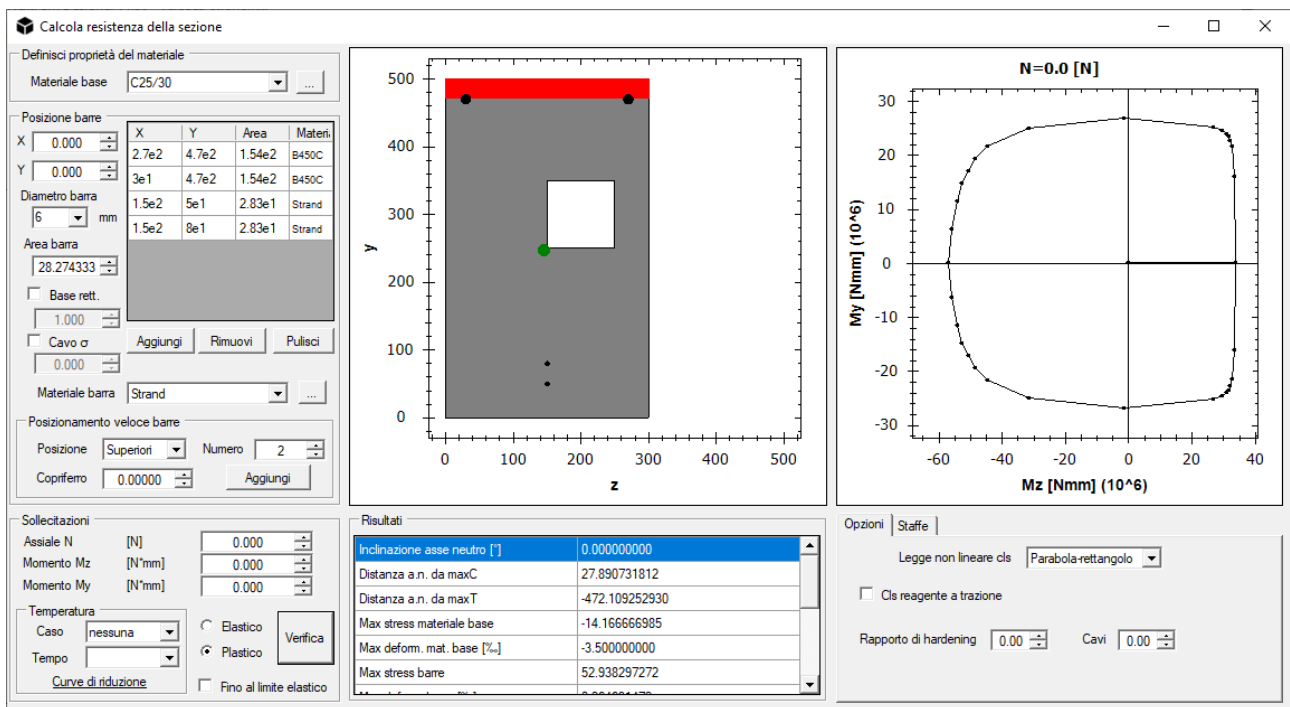 Calcola resistenza della sezione
Definisci proprietà del materiale
Materiale base C25/30 ...
Posizione barre
X 0.000
Y 0.000
Diametro barra
6 mm
Area barra
28.274333
Base rett.
1.000
Cavo σ
0.000
X Y Area Materi
2.7e2 4.7e2 1.54e2 B450C
3e1 4.7e2 1.54e2 B450C
1.5e2 5e1 2.83e1 Strand
1.5e2 8e1 2.83e1 Strand
Aggiungi Rimuovi Pulisci
Materiale barra Strand ...
Posizionamento veloce barre
Posizione Superiori Numero 2
Copriferro 0.00000 Aggiungi
Sollecitazioni
Assiale N [N] 0.000
Momento Mz [N*mm] 0.000
Momento My [N*mm] 0.000
Temperatura
Caso nessuna
Tempo
Curve di riduzione
Elastico
Plastico
Verifica
Fino al limite elastico
500
400
300
200
100
0
y
0 100 200 300 400 500
z
N=0.0 [N]
30
20
10
0
-10
-20
-30
My [Nmm] (10^6)
-60 -40 -20 0 20 40
Mz [Nmm] (10^6)
Risultati
Inclinazione asse neutro [°] 0.000000000
Distanza a.n. da maxC 27.890731812
Distanza a.n. da maxT -472.109252930
Max stress materiale base -14.166666985
Max deform. mat. base [‰] -3.500000000
Max stress barre 52.938297272
Opzioni Staffe
Legge non lineare cls Parabola-rettangolo
Cls reagente a trazione
Rapporto di hardening 0.00 Cavi 0.00